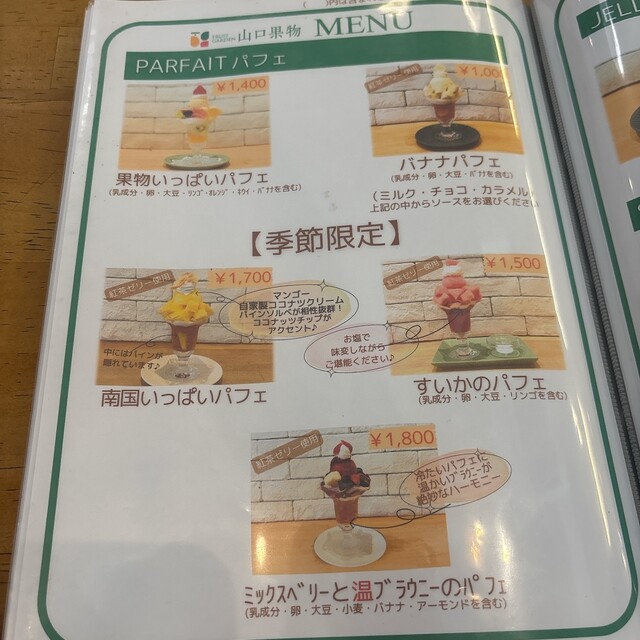 FRUIT GARDEN 山口果物 MENU
PARFAIT パフェ
¥1,400
果物いっぱいパフェ
(乳成分・卵・大豆・リンゴ・オレンジ・キウイ・バナナを含む)
紅茶ゼリー使用
バナナパフェ
(乳成分・卵・大豆・バナナを含む)
(ミルク・チョコ・カラメル
上記の中からソースをお選びください
【季節限定】
紅茶ゼリー使用
¥1,700
マンゴー
自家製ココナツクリーム
パインソルベが相性抜群!
ココナッツチップが
アクセント♪
中にはパインが
隠れています♪
南国いっぱいパフェ
紅茶ゼリー使用
¥1,500
お塩で
味変しながら
ご堪能ください♪
すいかのパフェ
(乳成分・卵・大豆・リンゴを含む)
紅茶ゼリー使用
¥1,800
冷たいパフェに
温かいブラウニーが
絶妙なハーモニー
ミックスベリーと温ブラウニーのパフェ
(乳成分・卵・大豆・小麦・バナナ・アーモンドを含む)
JELL